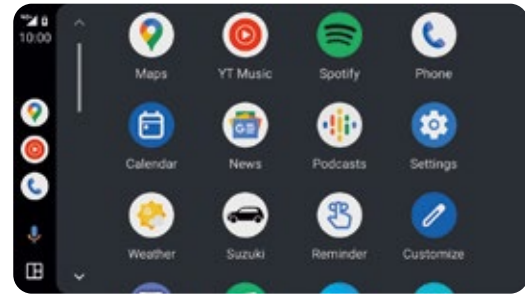 10:00
Maps YT Music Spotify Phone
Calendar News Podcasts Settings
Weather Suzuki Reminder Customize